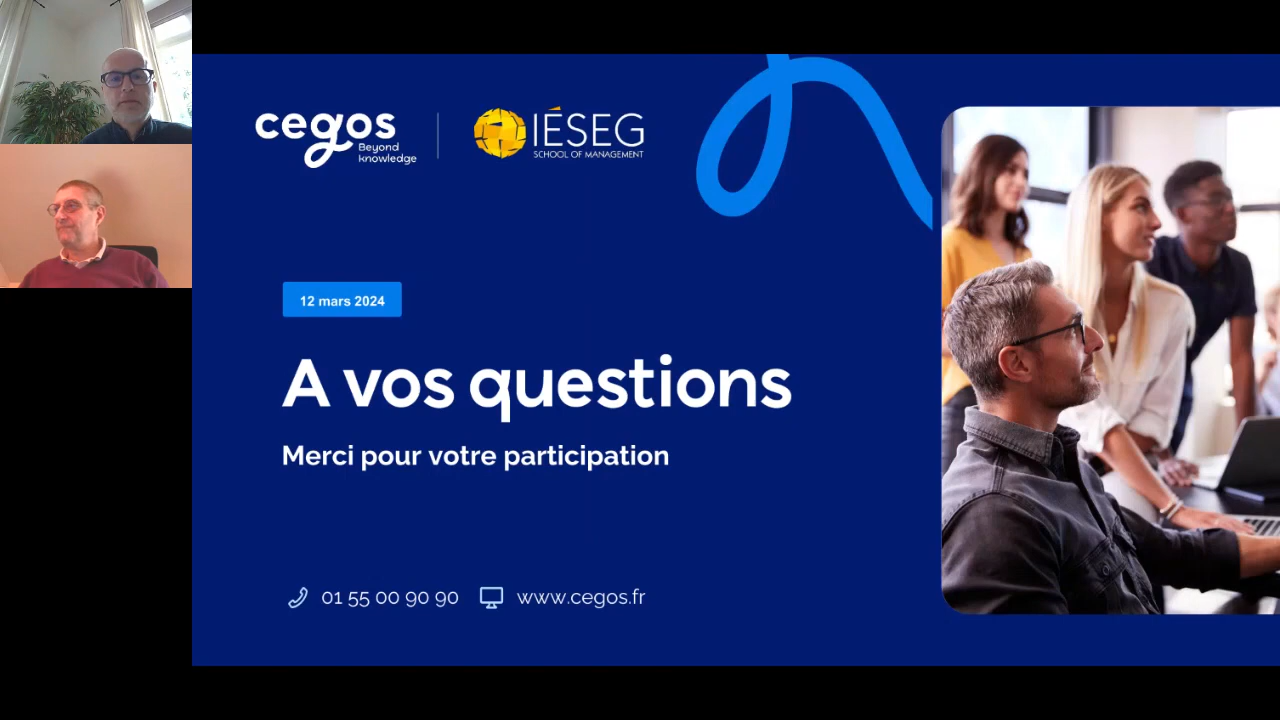 cegos
Beyond
knowledge
IÉSEG
SCHOOL OF MANAGEMENT
12 mars 2024
A vos questions
Merci pour votre participation
01 55 00 90 90
www.cegos.fr